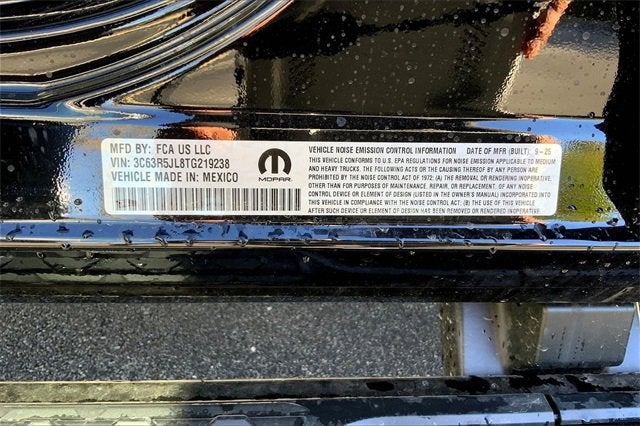 MFD BY: FCA US LLC
VIN: 3C63R5JL8TG219238
VEHICLE MADE IN: MEXICO
MOPAR
VEHICLE NOISE EMISSION CONTROL INFORMATION DATE OF MFR (BUILT): 9 - 25
THIS VEHICLE CONFORMS TO U.S. EPA REGULATIONS FOR NOISE EMISSION APPLICABLE TO MEDIUM
AND HEAVY TRUCKS. THE FOLLOWING ACTS OR THE CAUSING THEREOF BY ANY PERSON
ARE PROHIBITED BY THE NOISE CONTROL ACT OF 1972: (A) THE REMOVAL OR RENDERING INOPERATIVE,
OTHER THAN FOR PURPOSES OF MAINTENANCE, REPAIR, OR REPLACEMENT, OF ANY NOISE
CONTROL DEVICE OR ELEMENT OF DESIGN (LISTED IN THE OWNER'S MANUAL) INCORPORATED INTO
THIS VEHICLE IN COMPLIANCE WITH THE NOISE CONTROL ACT; (B) THE USE OF THIS VEHICLE
AFTER SUCH DEVICE OR ELEMENT OF DESIGN HAS BEEN REMOVED OR RENDERED INOPERATIVE.